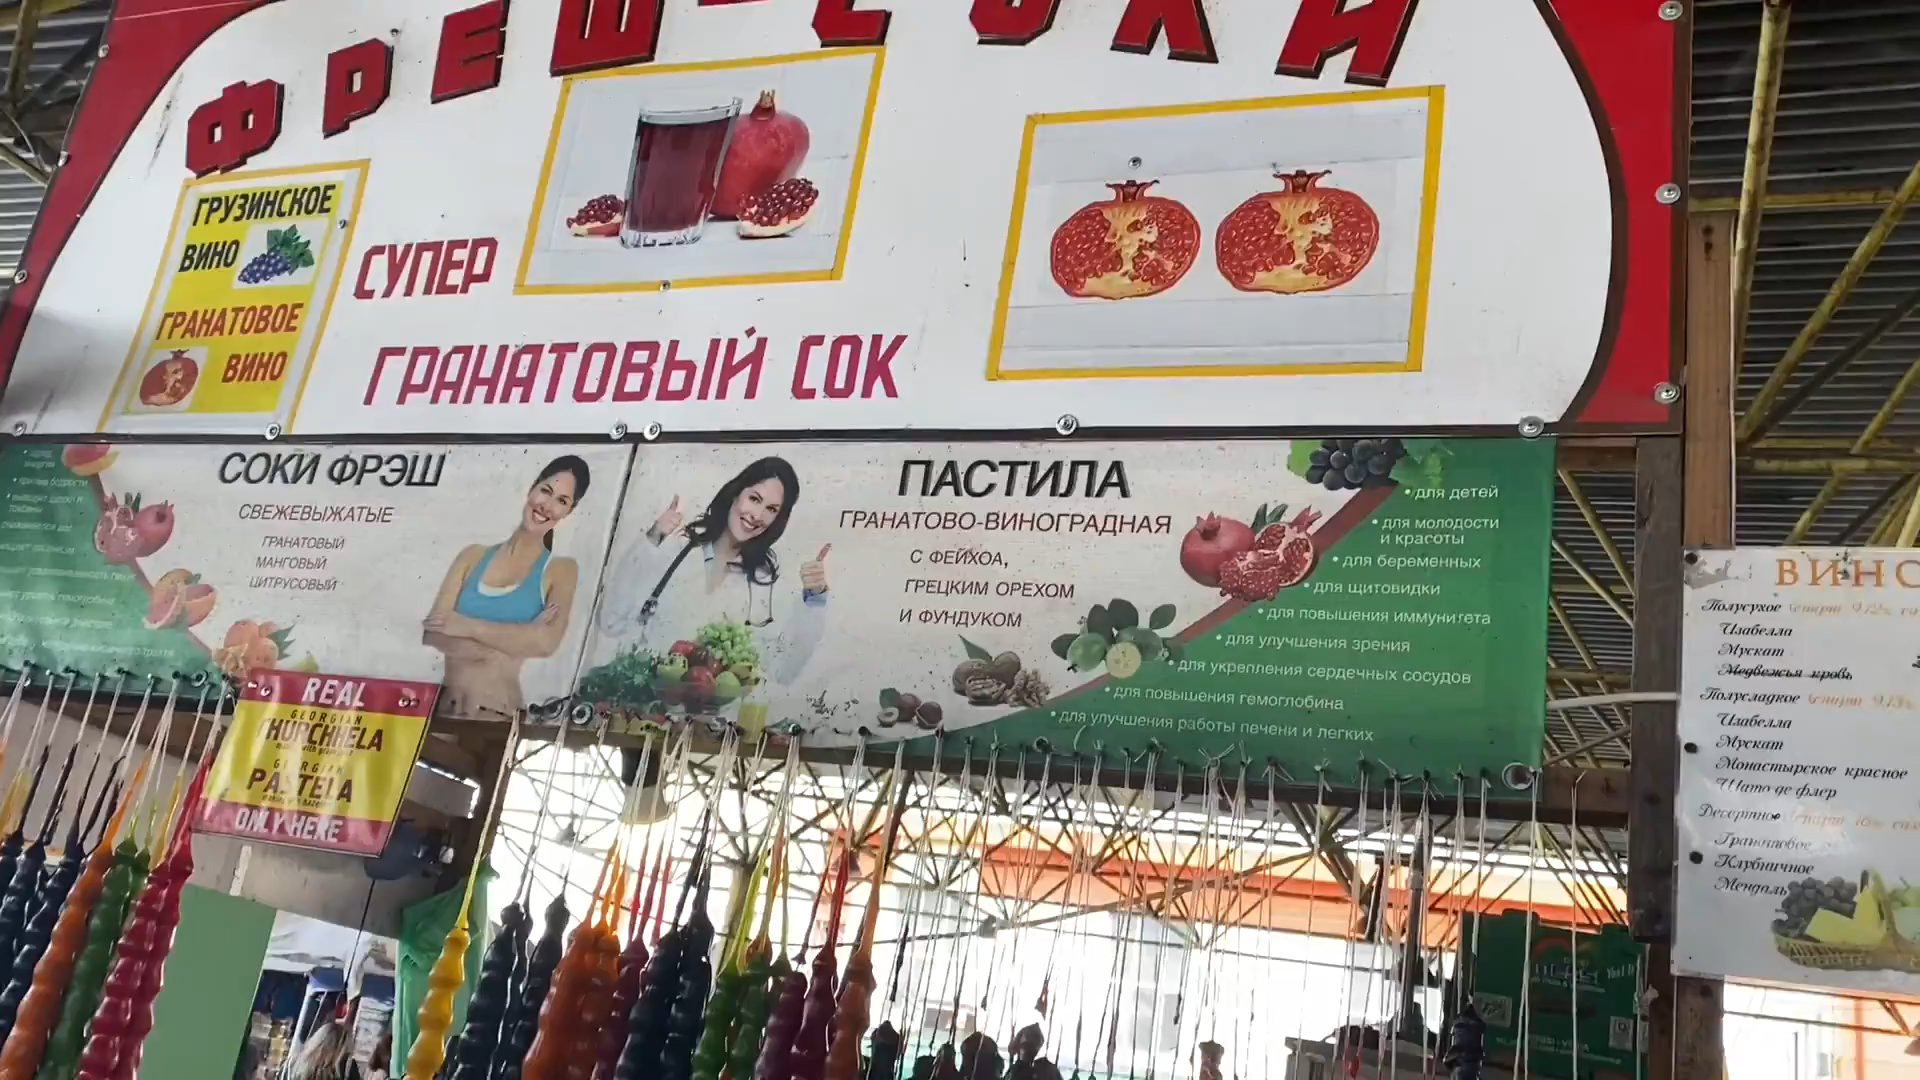 ФРЕШ-СОКИ
ГРУЗИНСКОЕ
ВИНО
ГРАНАТОВОЕ
ВИНО
СУПЕР
ГРАНАТОВЫЙ СОК
СОКИ ФРЭШ
СВЕЖЕВЫЖАТЫЕ
ГРАНАТОВЫЙ
МАНГОВЫЙ
ЦИТРУСОВЫЙ
ПАСТИЛА
ГРАНАТОВО-ВИНОГРАДНАЯ
С ФЕЙХОА,
ГРЕЦКИМ ОРЕХОМ
И ФУНДУКОМ
• для детей
• для молодости
и красоты
• для беременных
• для щитовидки
• для повышения иммунитета
• для улучшения зрения
• для укрепления сердечных сосудов
• для повышения гемоглобина
• для улучшения работы печени и легких
REAL
GEORGIAN
CHURCHHELA
GEORGIAN
PASTELA
ONLY HERE
ВИНО
Полусухое
Изабелла
Мускат
Медвежья кровь
Полусладкое
Изабелла
Мускат
Монастырское красное
Шато де флер
Десертное
Гранатовое
Клубничное
Миндаль